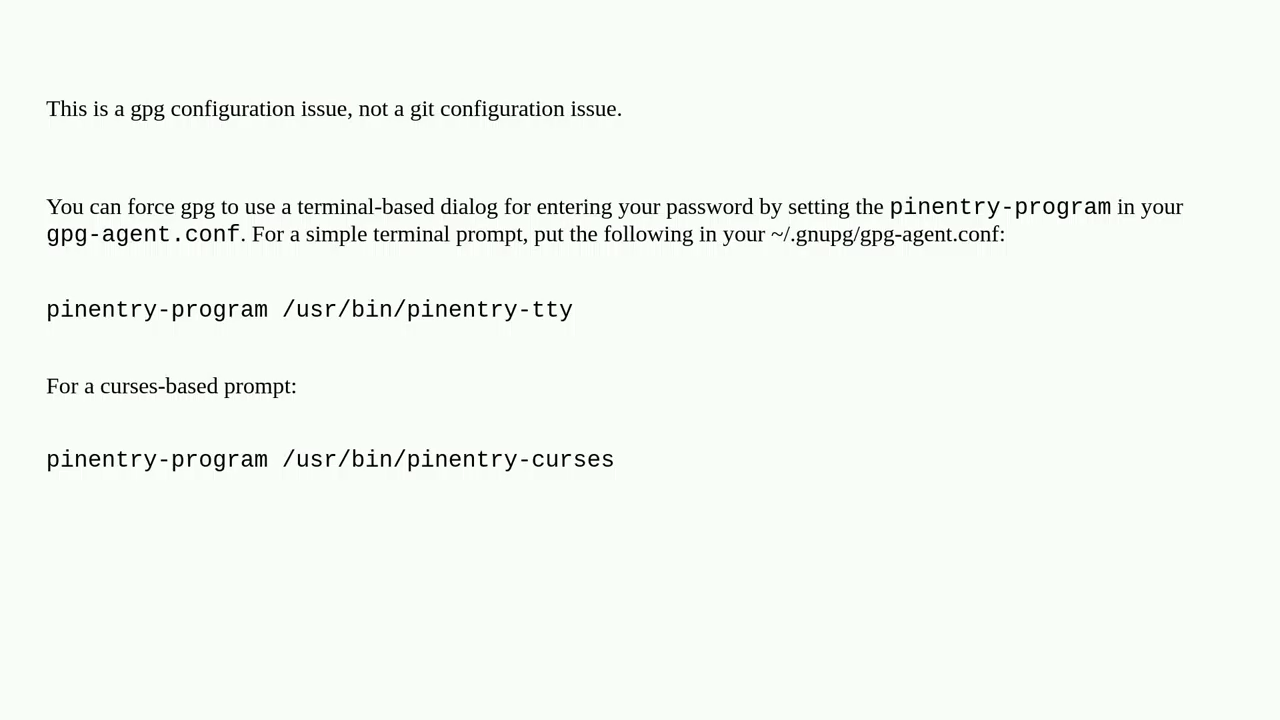 This is a gpg configuration issue, not a git configuration issue.
You can force gpg to use a terminal-based dialog for entering your password by setting the pinentry-program in your
gpg-agent.conf. For a simple terminal prompt, put the following in your ~/.gnupg/gpg-agent.conf:
pinentry-program /usr/bin/pinentry-tty
For a curses-based prompt:
pinentry-program /usr/bin/pinentry-curses